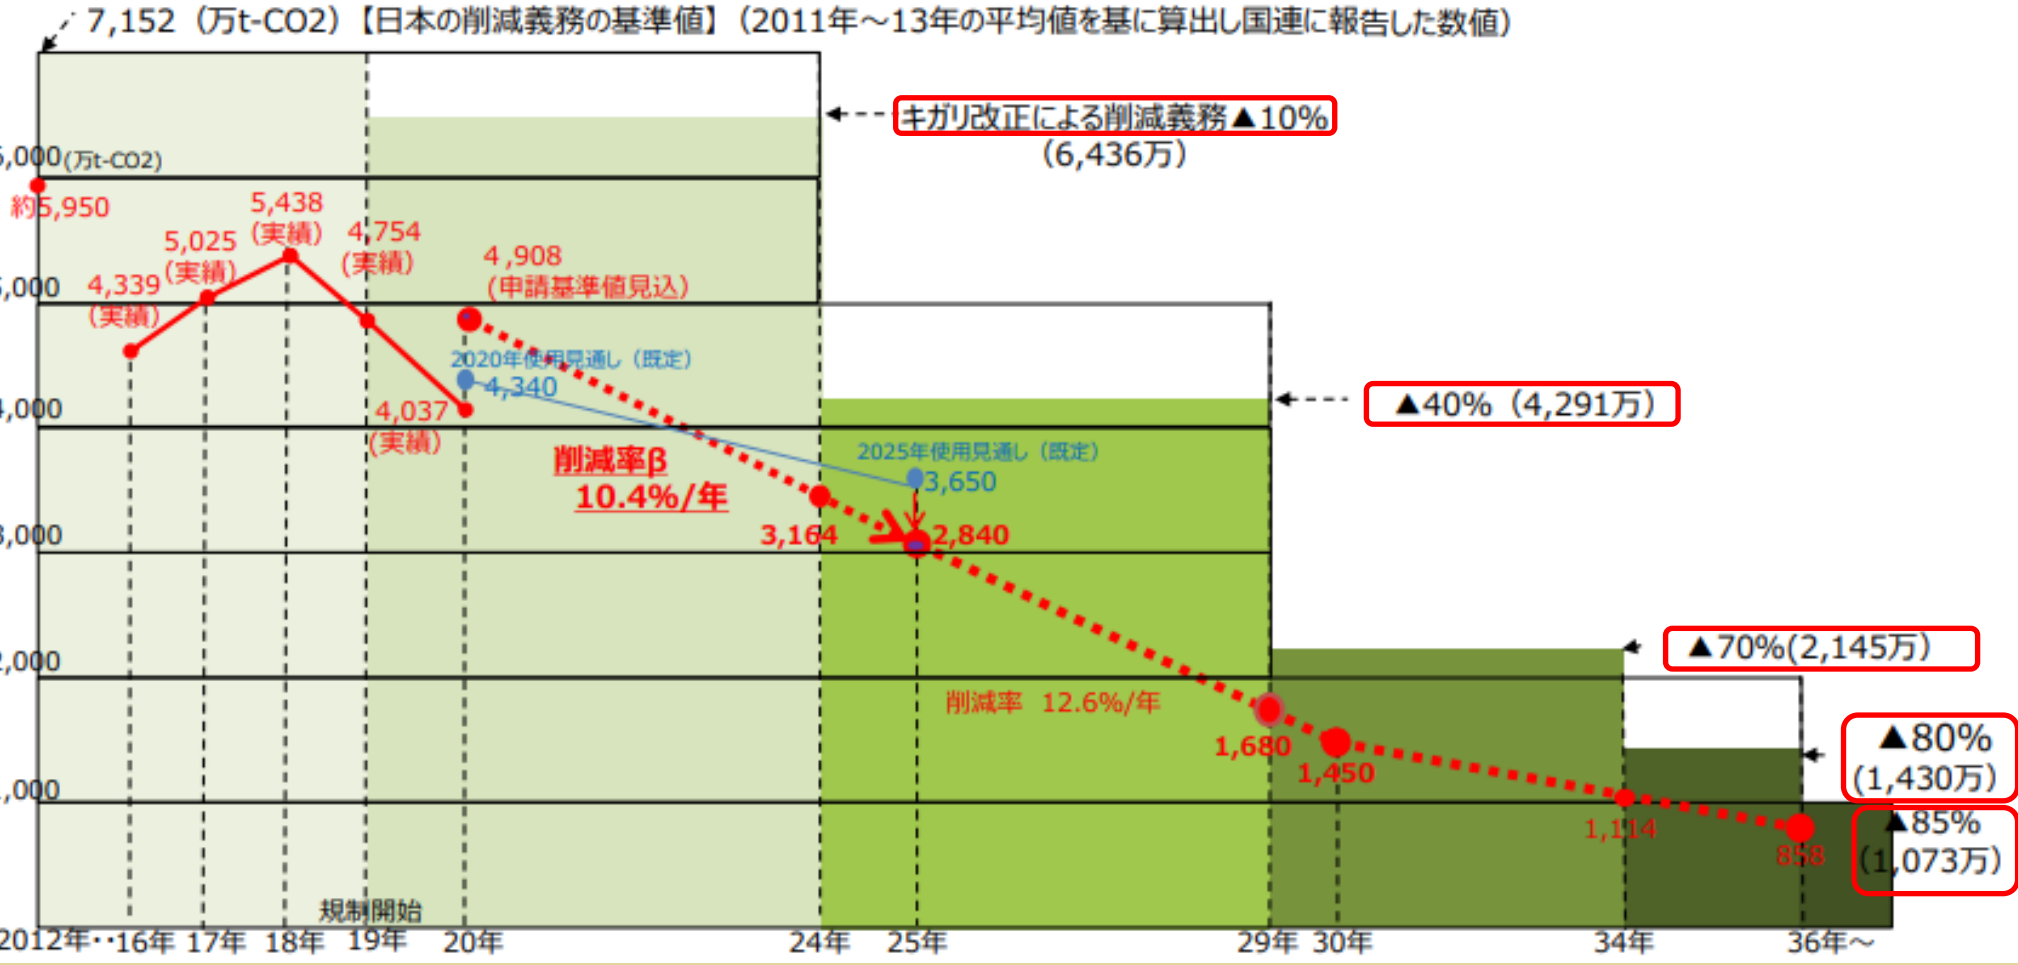 7,152（万t-CO2）【日本の削減義務の基準値】（2011年～13年の平均値を基に算出し国連に報告した数値）
キガリ改正による削減義務▲10%
（6,436万）
,000(万t-CO2)
約5,950
5,438
（実績）
4,754
(実績)
5,025
(実績)
4,339
（実績）
4,908
(申請基準値見込)
,000
2020年使用見通し（既定）
4,340
▲40%（4,291万）
,000
4,037
(実績)
削減率β
10.4%/年
2025年使用見通し（既定）
3,650
,000
3,164
2,840
▲70%(2,145万）
,000
削減率 12.6%/年
1,680
1,450
▲80%
(1,430万）
,000
1,114
858
▲85%
(1,073万）
規制開始
2012年‥16年 17年 18年 19年 20年 24年 25年 29年 30年 34年 36年～